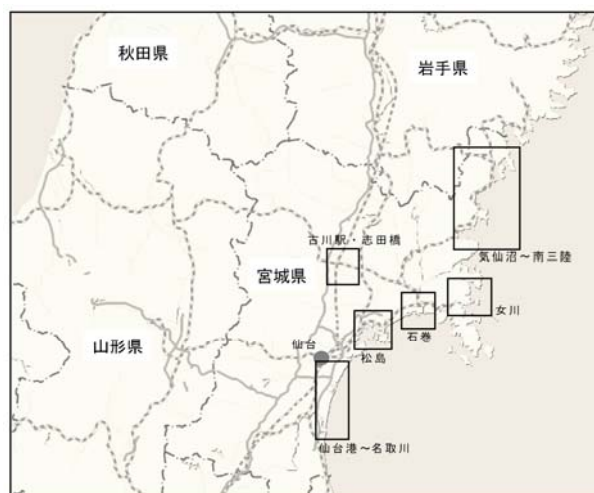 秋田県
岩手県
古川駅・志田橋
気仙沼～南三陸
宮城県
女川
石巻
仙台
山形県
松島
仙台港～名取川